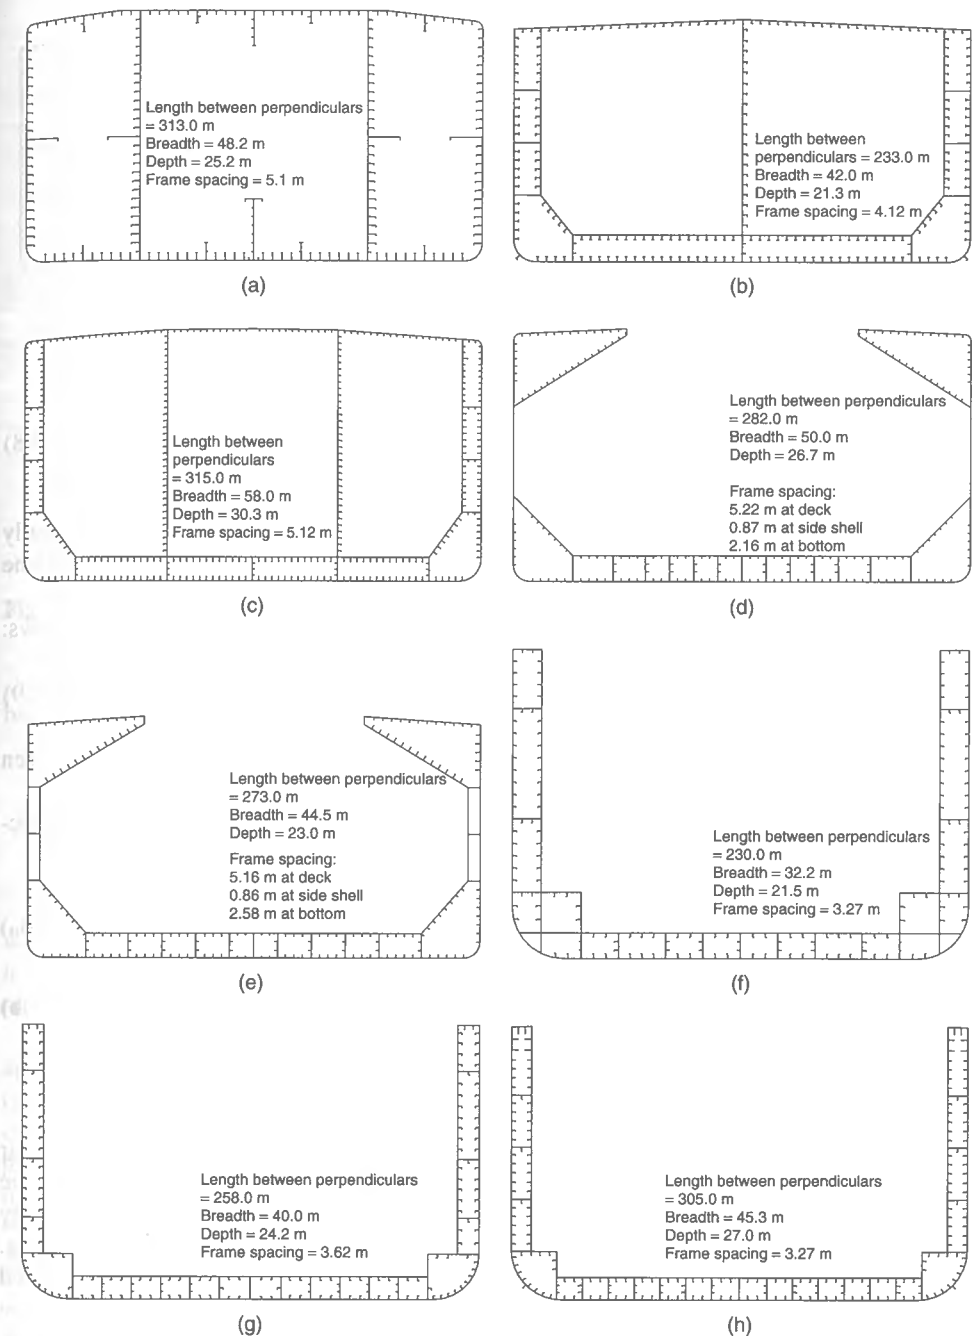 Length between perpendiculars
= 313.0 m
Breadth = 48.2 m
Depth = 25.2 m
Frame spacing = 5.1 m
(a)
Length between
perpendiculars = 233.0 m
Breadth = 42.0 m
Depth = 21.3 m
Frame spacing = 4.12 m
(b)
Length between
perpendiculars
= 315.0 m
Breadth = 58.0 m
Depth = 30.3 m
Frame spacing = 5.12 m
(c)
Length between perpendiculars
= 282.0 m
Breadth = 50.0 m
Depth = 26.7 m
Frame spacing:
5.22 m at deck
0.87 m at side shell
2.16 m at bottom
(d)
Length between perpendiculars
= 273.0 m
Breadth = 44.5 m
Depth = 23.0 m
Frame spacing:
5.16 m at deck
0.86 m at side shell
2.58 m at bottom
(e)
Length between perpendiculars
= 230.0 m
Breadth = 32.2 m
Depth = 21.5 m
Frame spacing = 3.27 m
(f)
Length between perpendiculars
= 258.0 m
Breadth = 40.0 m
Depth = 24.2 m
Frame spacing = 3.62 m
(g)
Length between perpendiculars
= 305.0 m
Breadth = 45.3 m
Depth = 27.0 m
Frame spacing = 3.27 m
(h)